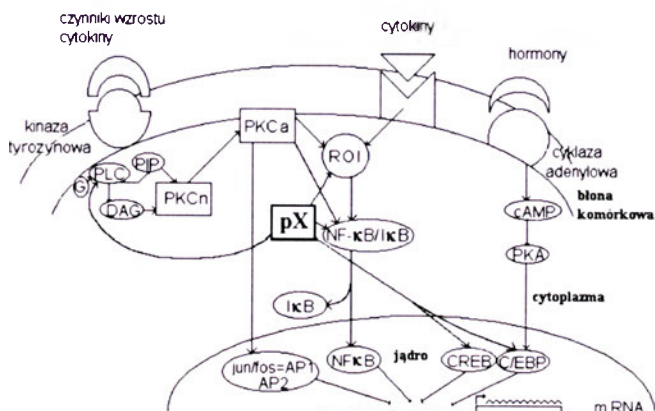 czynniki wzrostu
cytokiny
cytokiny
hormony
kinaza
tyrozynowa
PKCa
ROI
cyklaza
adenylowa
G
PLC
PIP
DAG
PKCn
błona
komórkowa
cAMP
pX
NF-κB/IκB
PKA
IκB
cytoplazma
jądro
jun/fos=AP1
AP2
NFκB
CREB
C/EBP
mRNA